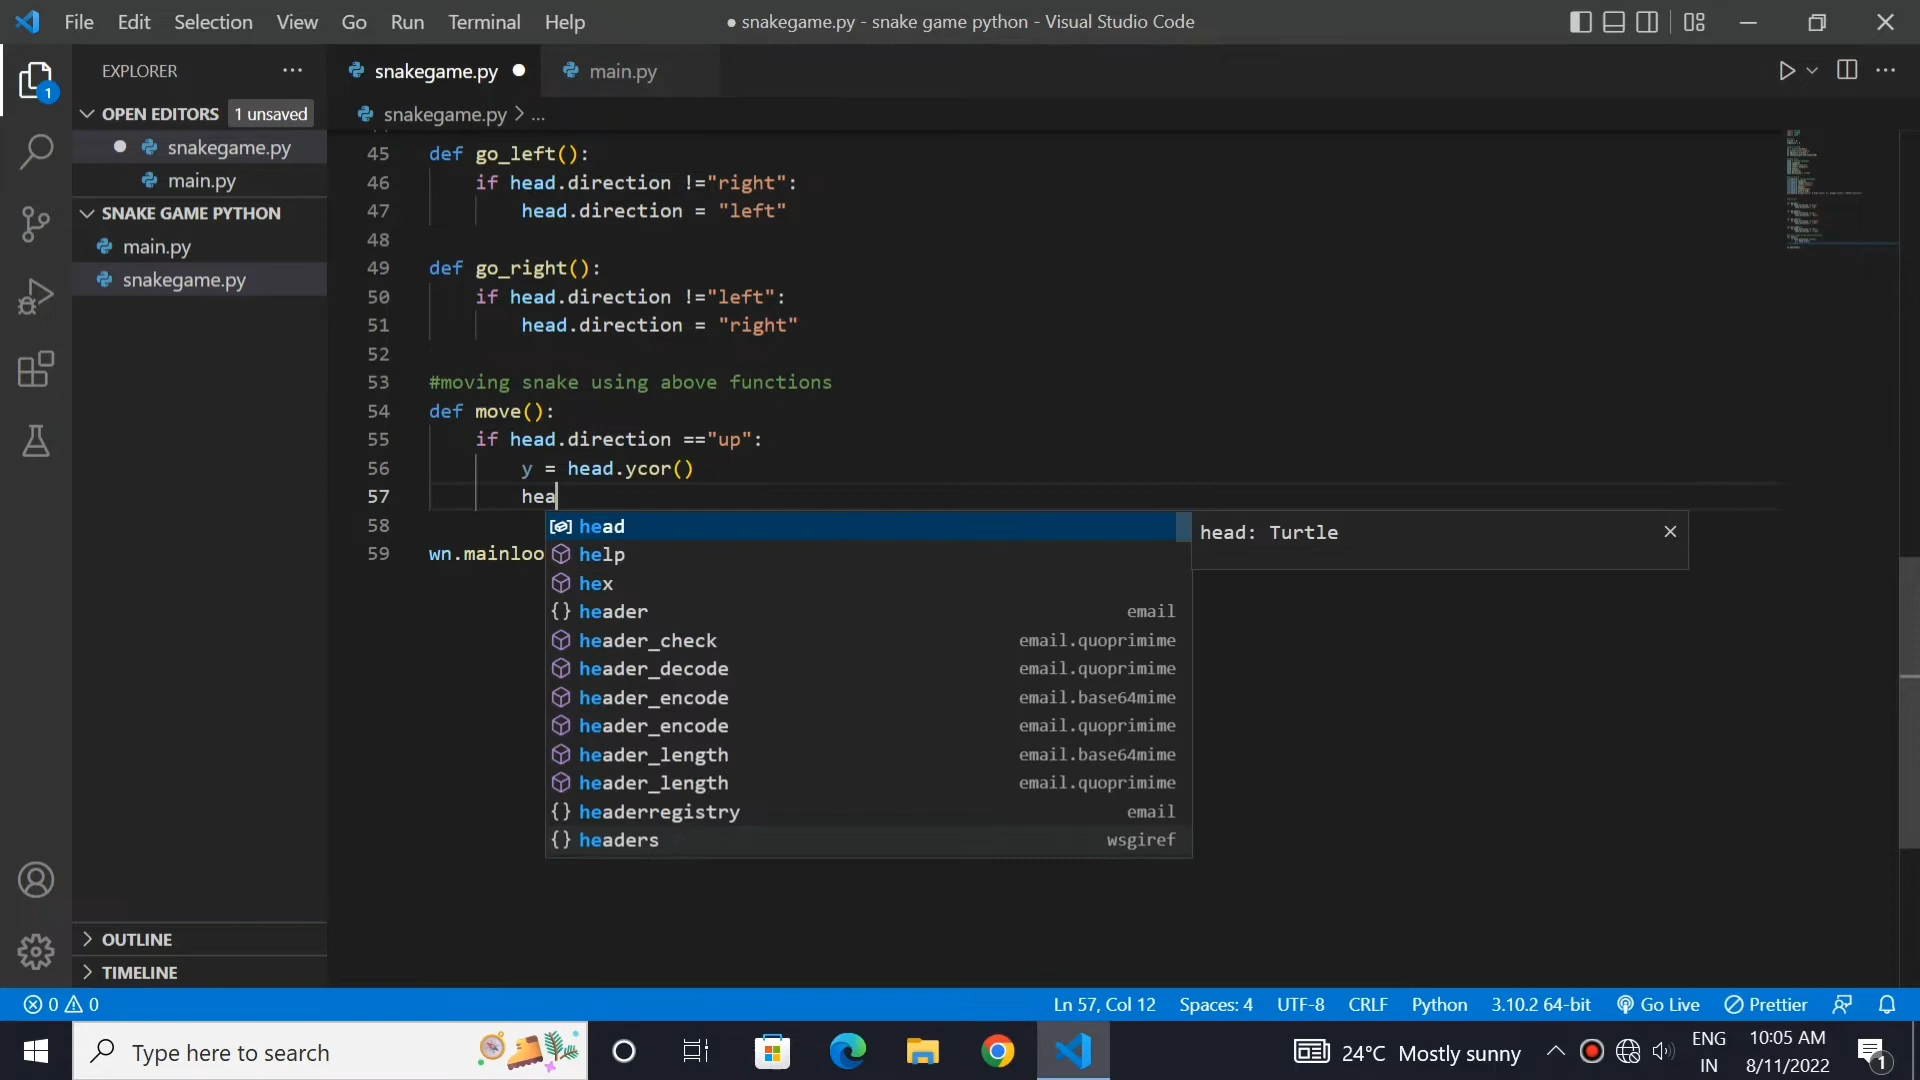 File Edit Selection View Go Run Terminal Help
● snakegame.py - snake game python - Visual Studio Code
EXPLORER
OPEN EDITORS 1 unsaved
snakegame.py
main.py
SNAKE GAME PYTHON
main.py
snakegame.py
OUTLINE
TIMELINE
1
snakegame.py ● main.py
snakegame.py > ...
45 def go_left():
46 if head.direction !="right":
47 head.direction = "left"
48
49 def go_right():
50 if head.direction !="left":
51 head.direction = "right"
52
53 #moving snake using above functions
54 def move():
55 if head.direction =="up":
56 y = head.ycor()
57 hea
58
59 wn.mainloo
head
help
hex
header email
header_check email.quoprimime
header_decode email.quoprimime
header_encode email.base64mime
header_encode email.quoprimime
header_length email.base64mime
header_length email.quoprimime
headerregistry email
headers wsgiref
head: Turtle
0 0
Ln 57, Col 12 Spaces: 4 UTF-8 CRLF Python 3.10.2 64-bit Go Live Prettier
Type here to search
24°C Mostly sunny
ENG
IN
10:05 AM
8/11/2022
1